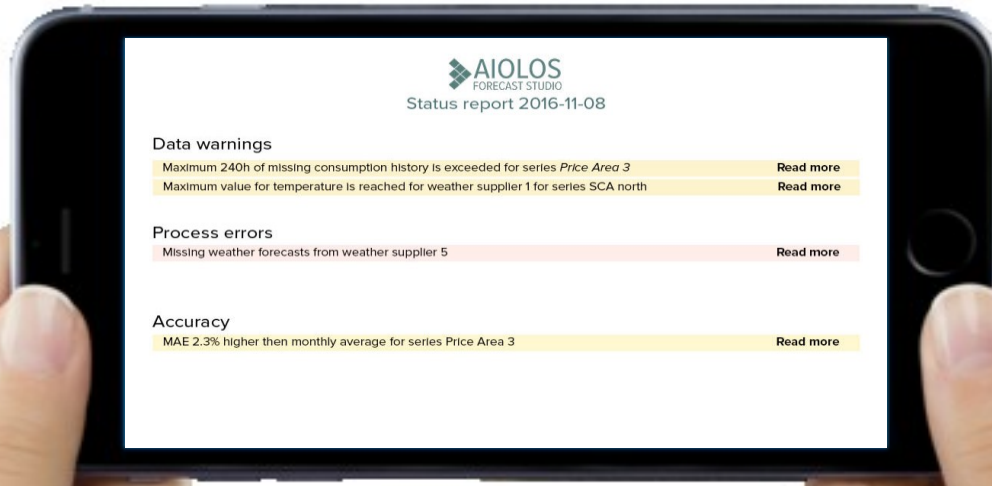 AIOLOS
FORECAST STUDIO
Status report 2016-11-08
Data warnings
Maximum 240h of missing consumption history is exceeded for series Price Area 3 Read more
Maximum value for temperature is reached for weather supplier 1 for series SCA north Read more
Process errors
Missing weather forecasts from weather supplier 5 Read more
Accuracy
MAE 2.3% higher then monthly average for series Price Area 3 Read more